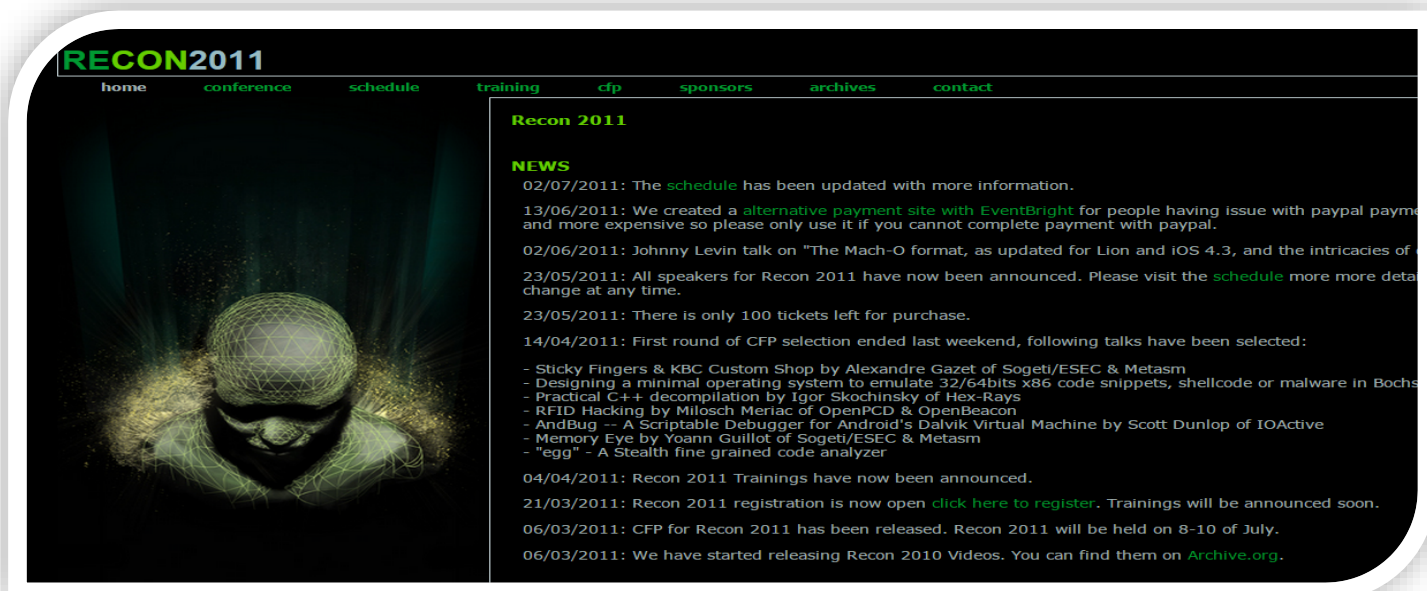 RECON2011
home conference schedule training cfp sponsors archives contact
Recon 2011
NEWS
02/07/2011: The schedule has been updated with more information.
13/06/2011: We created a alternative payment site with EventBright for people having issue with paypal
and more expensive so please only use it if you cannot complete payment with paypal.
02/06/2011: Johnny Levin talk on "The Mach-O format, as updated for Lion and iOS 4.3, and the intricacies of
23/05/2011: All speakers for Recon 2011 have now been announced. Please visit the schedule more more
change at any time.
23/05/2011: There is only 100 tickets left for purchase.
14/04/2011: First round of CFP selection ended last weekend, following talks have been selected:
- Sticky Fingers & KBC Custom Shop by Alexandre Gazet of Sogeti/ESEC & Metasm
- Designing a minimal operating system to emulate 32/64bits x86 code snippets, shellcode or malware in Bochs
- Practical C++ decompilation by Igor Skochinsky of Hex-Rays
- RFID Hacking by Milosch Meriac of OpenPCD & OpenBeacon
- AndBug -- A Scriptable Debugger for Android's Dalvik Virtual Machine by Scott Dunlop of IOActive
- Memory Eye by Yoann Guillot of Sogeti/ESEC & Metasm
- "egg" - A Stealth fine grained code analyzer
04/04/2011: Recon 2011 Trainings have now been announced.
21/03/2011: Recon 2011 registration is now open click here to register. Trainings will be announced soon.
06/03/2011: CFP for Recon 2011 has been released. Recon 2011 will be held on 8-10 of July.
06/03/2011: We have started releasing Recon 2010 Videos. You can find them on Archive.org.